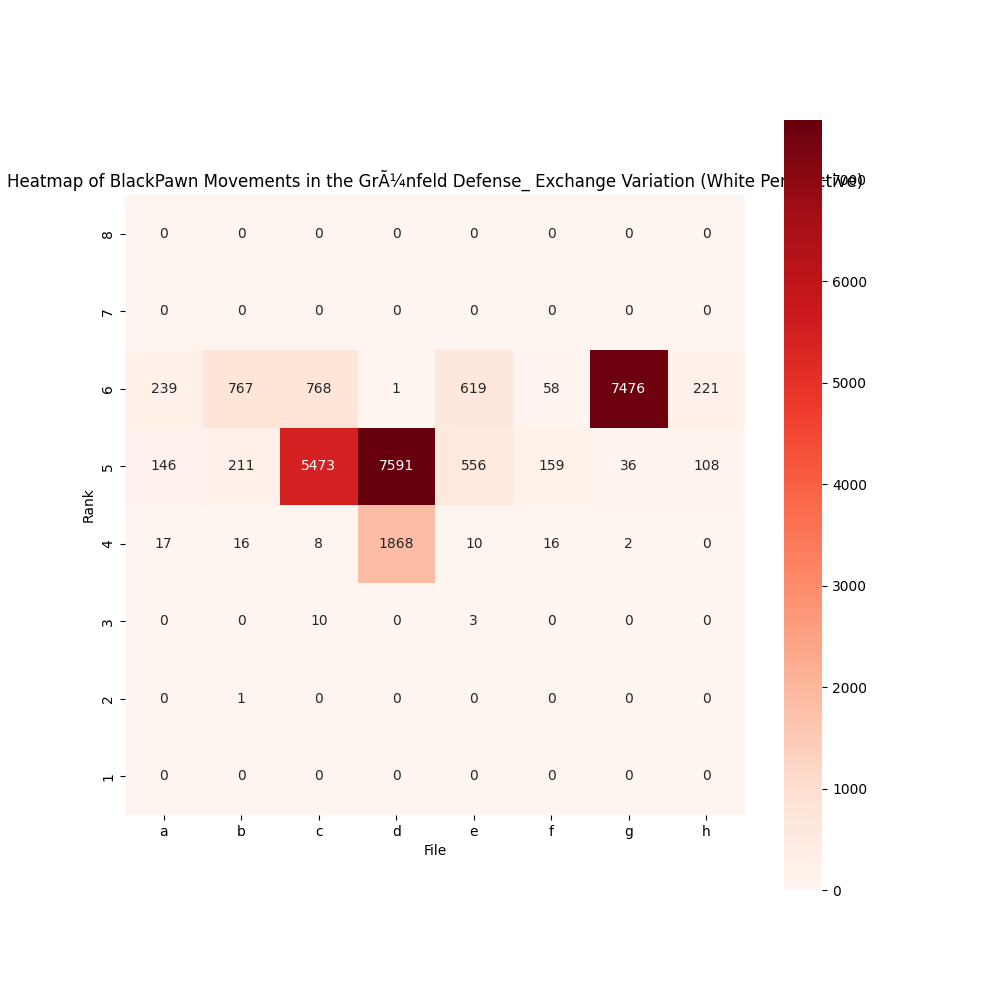 Heatmap of BlackPawn Movements in the GrÃ¼nfeld Defense_ Exchange Variation (White
7000
8 0 0 0 0 0 0 0 0
7 0 0 0 0 0 0 0 0
6000
6 239 767 768 1 619 58 7476 221
5000
5 146 211 5473 7591 556 159 36 108
4000
Rank
4 17 16 8 1868 10 16 2 0
3000
3 0 0 10 0 3 0 0 0
2000
2 0 1 0 0 0 0 0 0
1000
1 0 0 0 0 0 0 0 0
a b c d e f g h
File
0